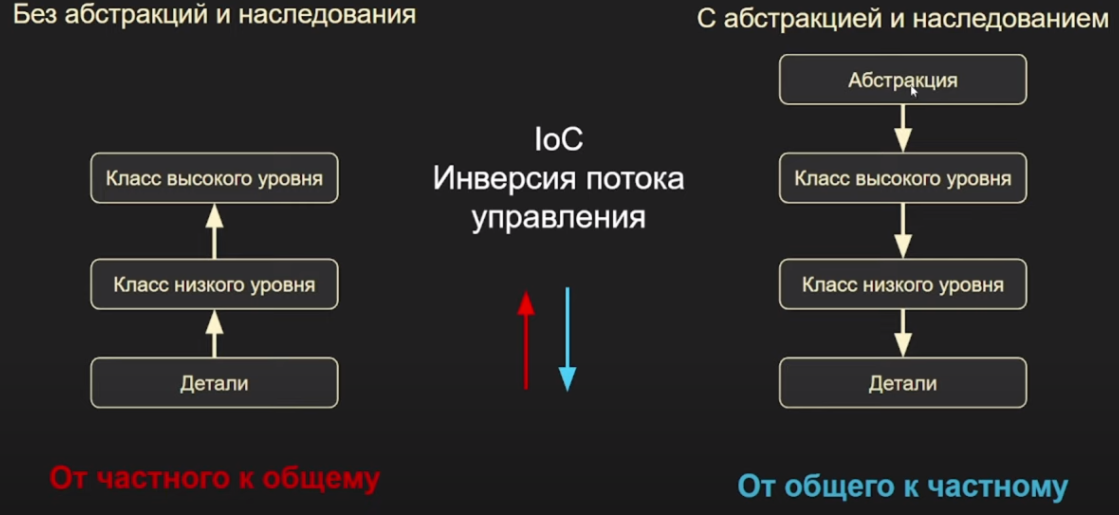 Без абстракций и наследования
С абстракцией и наследованием
Абстракция
IoC
Инверсия потока
управления
Класс высокого уровня
Класс высокого уровня
Класс низкого уровня
Класс низкого уровня
Детали
Детали
От частного к общему
От общего к частному